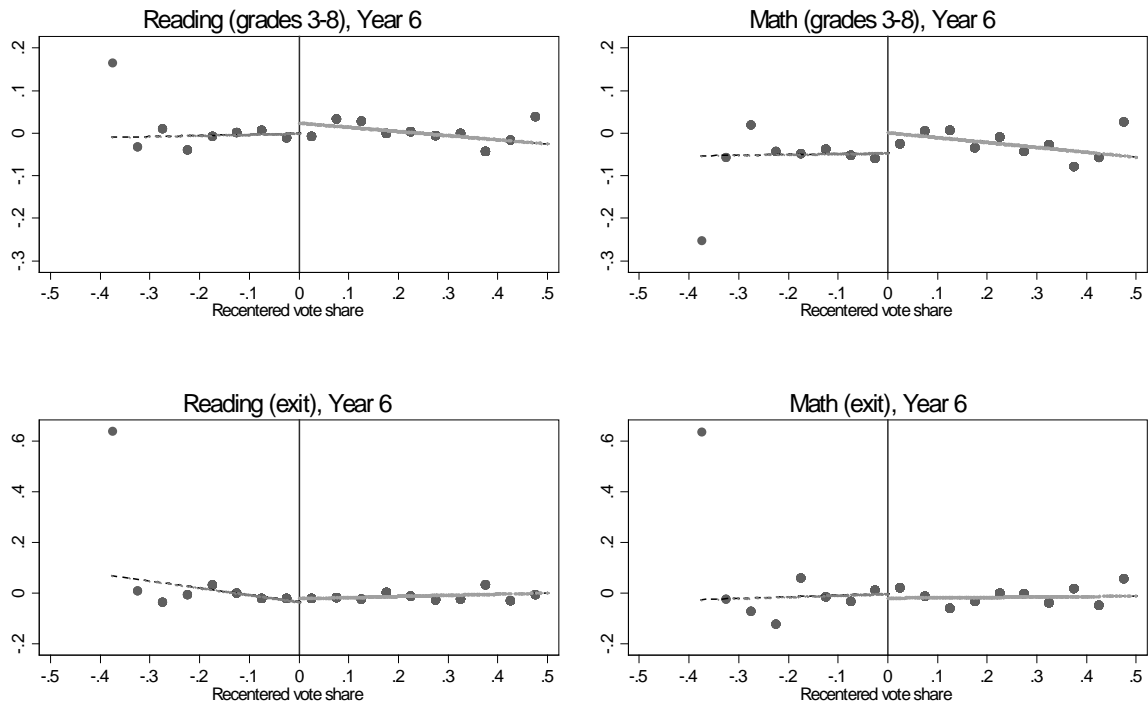 Reading (grades 3-8), Year 6
.2
.1
0
-.1
-.2
-.3
-.5 -.4 -.3 -.2 -.1 0 .1 .2 .3 .4 .5
Recentered vote share
Math (grades 3-8), Year 6
.2
.1
0
-.1
-.2
-.3
-.5 -.4 -.3 -.2 -.1 0 .1 .2 .3 .4 .5
Recentered vote share
Reading (exit), Year 6
.6
.4
.2
0
-.2
-.5 -.4 -.3 -.2 -.1 0 .1 .2 .3 .4 .5
Recentered vote share
Math (exit), Year 6
.6
.4
.2
0
-.2
-.5 -.4 -.3 -.2 -.1 0 .1 .2 .3 .4 .5
Recentered vote share